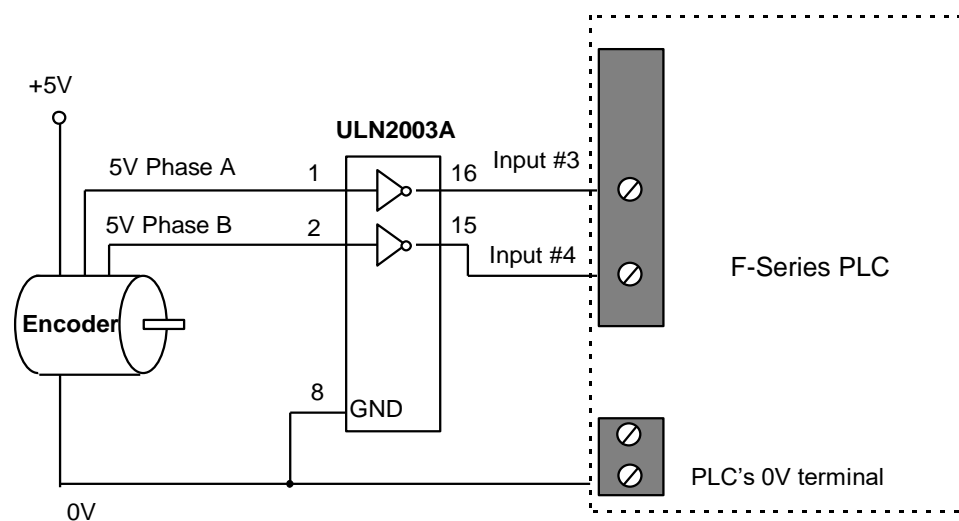 +5V
ULN2003A
5V Phase A
1
16
Input #3
5V Phase B
2
15
Input #4
F-Series PLC
Encoder
8
GND
PLC's 0V terminal
0V